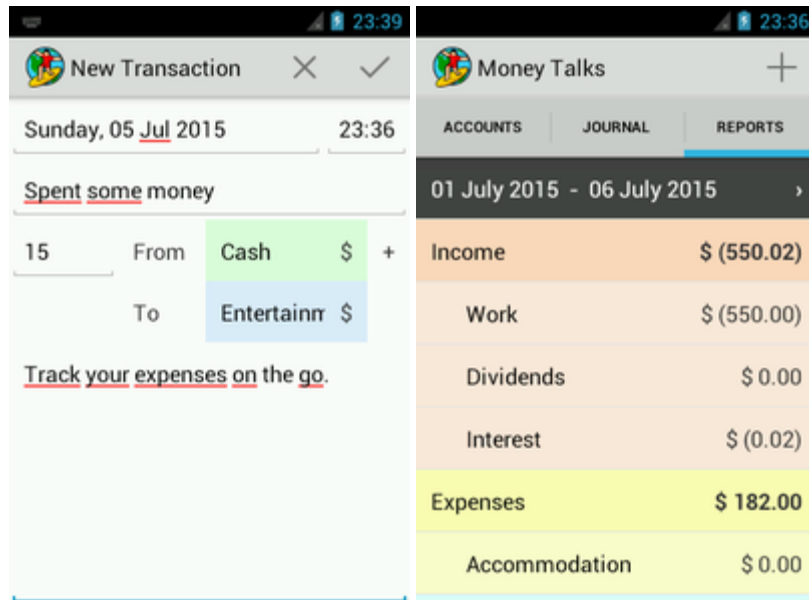 23:39
New Transaction
Sunday, 05 Jul 2015 23:36
Spent some money
15 From Cash $ +
To Entertainm $
Track your expenses on the go.
23:36
Money Talks
ACCOUNTS JOURNAL REPORTS
01 July 2015 - 06 July 2015 ›
Income $ (550.02)
Work $ (550.00)
Dividends $ 0.00
Interest $ (0.02)
Expenses $ 182.00
Accommodation $ 0.00